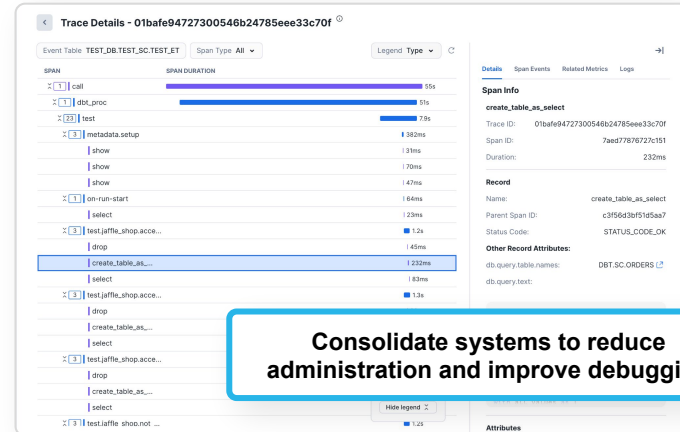 Trace Details - 01bafe94727300546b24785eee33c70f
Event Table TEST_DB.TEST_SC.TEST_ET Span Type All Legend Type
SPAN SPAN DURATION
1 call 55s
1 dbt_proc 51s
23 test 7.9s
3 metadata.setup 382ms
show 31ms
show 70ms
show 47ms
1 on-run-start 64ms
select 23ms
3 test.jaffle_shop.acce... 1.2s
drop 45ms
create_table_as_... 232ms
select 83ms
3 test.jaffle_shop.acce... 1.3s
drop
create_table_as_...
select
3 test.jaffle_shop.acce...
drop
create_table_as_...
select
3 test.jaffle_shop.not_... 1.2s
Hide legend
Details Span Events Related Metrics Logs
Span Info
create_table_as_select
Trace ID: 01bafe94727300546b24785eee33c70f
Span ID: 7aed77876727c151
Duration: 232ms
Record
Name: create_table_as_select
Parent Span ID: c3f56d3bf51d5aa7
Status Code: STATUS_CODE_OK
Other Record Attributes:
db.query.table.names: DBT.SC.ORDERS
db.query.text:
Attributes
Consolidate systems to reduce
administration and improve debuggi